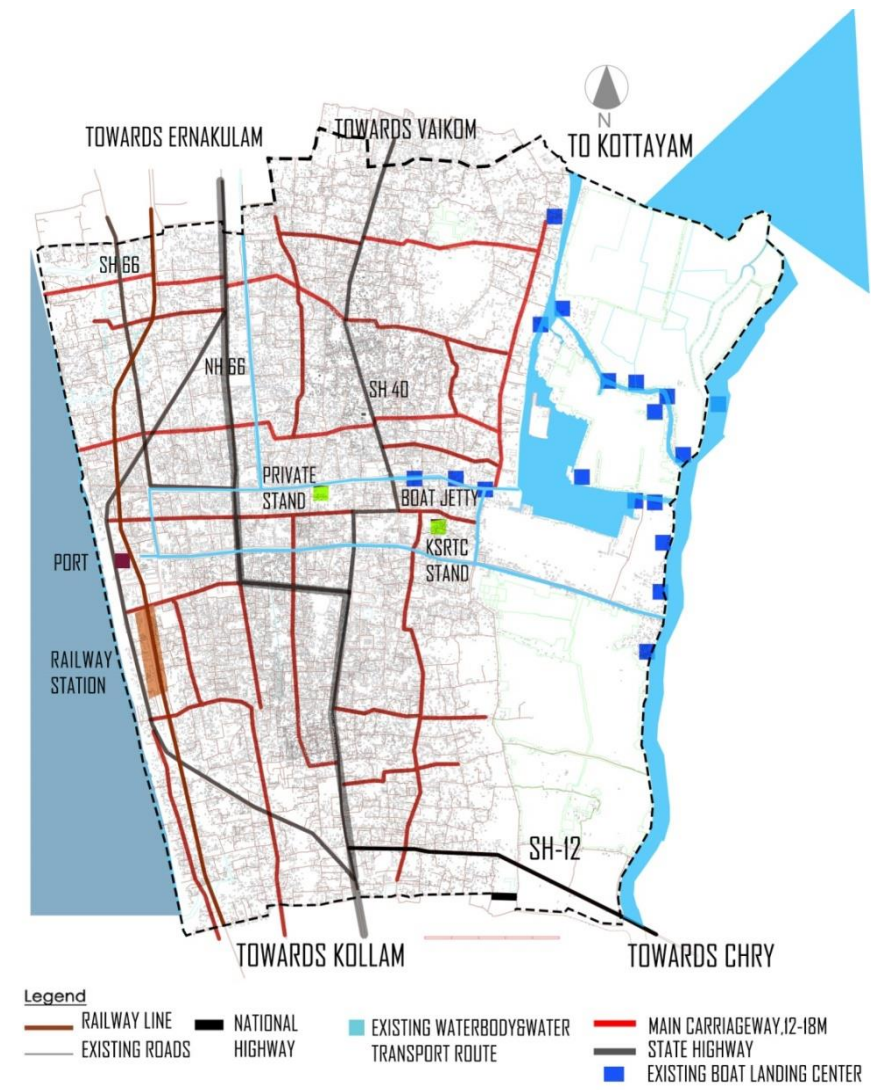 TOWARDS ERNAKULAM
TOWARDS VAIKOM
N
TO KOTTAYAM
SH 66
NH 66
SH 40
PRIVATE
STAND
BOAT JETTY
KSRTC
STAND
PORT
RAILWAY
STATION
SH-12
TOWARDS KOLLAM
TOWARDS CHRY
Legend
RAILWAY LINE
EXISTING ROADS
NATIONAL
HIGHWAY
EXISTING WATERBODY&WATER
TRANSPORT ROUTE
MAIN CARRIAGEWAY,12-18M
STATE HIGHWAY
EXISTING BOAT LANDING CENTER